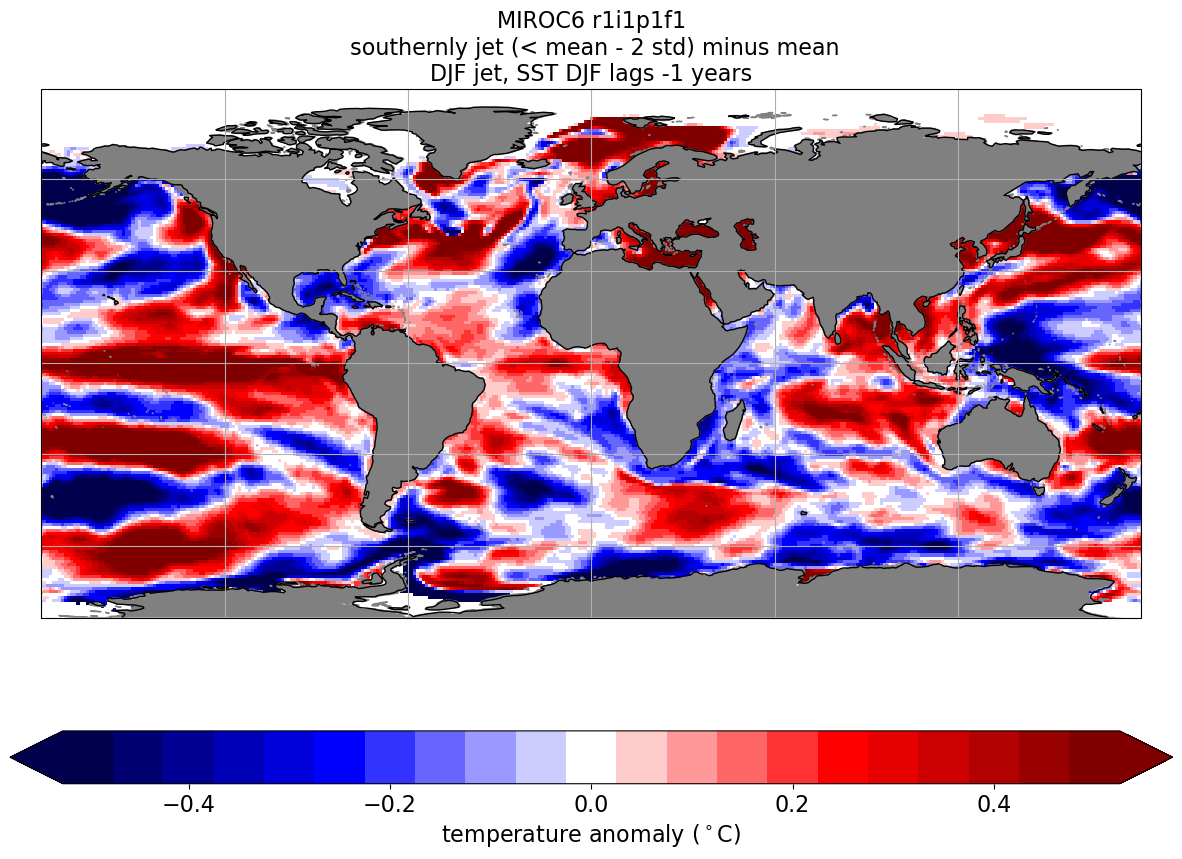 MIROC6 r1i1p1f1
southernly jet (< mean - 2 std) minus mean
DJF jet, SST DJF lags -1 years
−0.4 −0.2 0.0 0.2 0.4
temperature anomaly (°C)